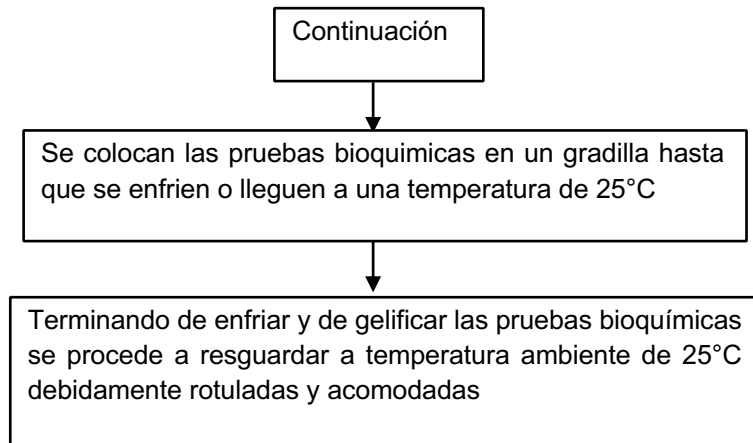 Continuación
Se colocan las pruebas bioquimicas en un gradilla hasta
que se enfrien o lleguen a una temperatura de 25°C
Terminando de enfriar y de gelificar las pruebas bioquímicas
se procede a resguardar a temperatura ambiente de 25°C
debidamente rotuladas y acomodadas